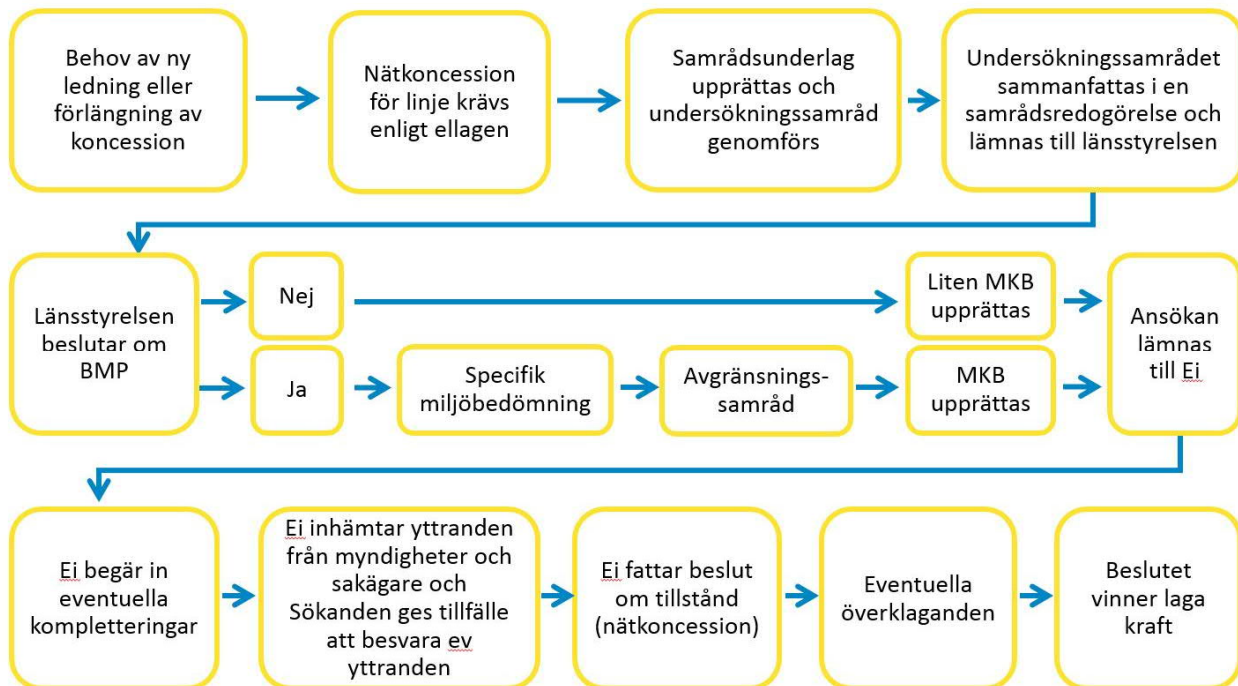 Behov av ny
ledning eller
förlängning av
koncession
Nätkoncession
för linje krävs
enligt ellagen
Samrådsunderlag
upprättas och
undersökningssamråd
genomförs
Undersökningssamrådet
sammanfattas i en
samrådsredogörelse och
lämnas till länsstyrelsen
Länsstyrelsen
beslutar om
BMP
Nej
Liten MKB
upprättas
Ja
Specifik
miljöbedömning
Avgränsnings-
samråd
MKB
upprättas
Ansökan
lämnas
till Ei
Ei begär in
eventuella
kompletteringar
Ei inhämtar yttranden
från myndigheter och
sakägare och
Sökanden ges tillfälle
att besvara ev
yttranden
Ei fattar beslut
om tillstånd
(nätkoncession)
Eventuella
överklaganden
Beslutet
vinner laga
kraft